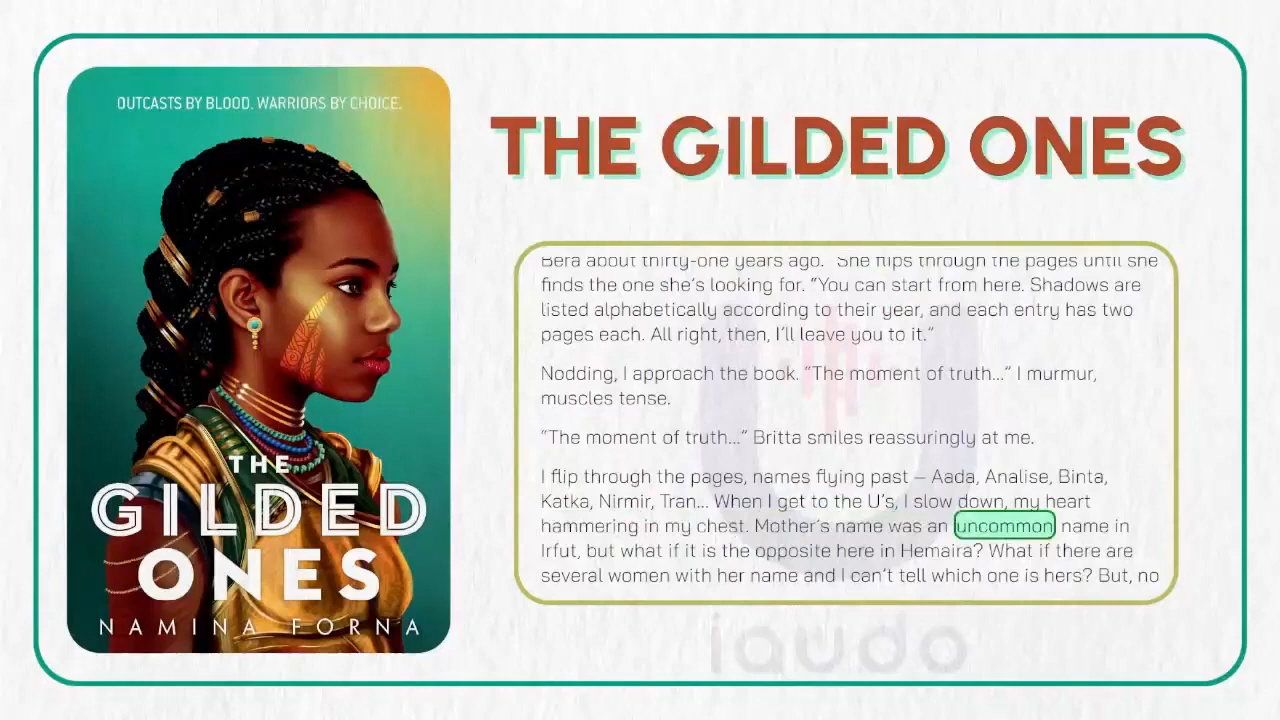 OUTCASTS BY BLOOD. WARRIORS BY CHOICE.
THE
GILDED
ONES
NAMINA FORNA
THE GILDED ONES
Bera about thirty-one years ago." She flips through the pages until she
finds the one she's looking for. "You can start from here. Shadows are
listed alphabetically according to their year, and each entry has two
pages each. All right, then, I'll leave you to it."
Nodding, I approach the book. "The moment of truth..." I murmur,
muscles tense.
"The moment of truth..." Britta smiles reassuringly at me.
I flip through the pages, names flying past – Aada, Analise, Binta,
Katka, Nirmir, Tran... When I get to the U's, I slow down, my heart
hammering in my chest. Mother's name was an uncommon name in
Irfut, but what if it is the opposite here in Hemaira? What if there are
several women with her name and I can't tell which one is hers? But, no
iaudo